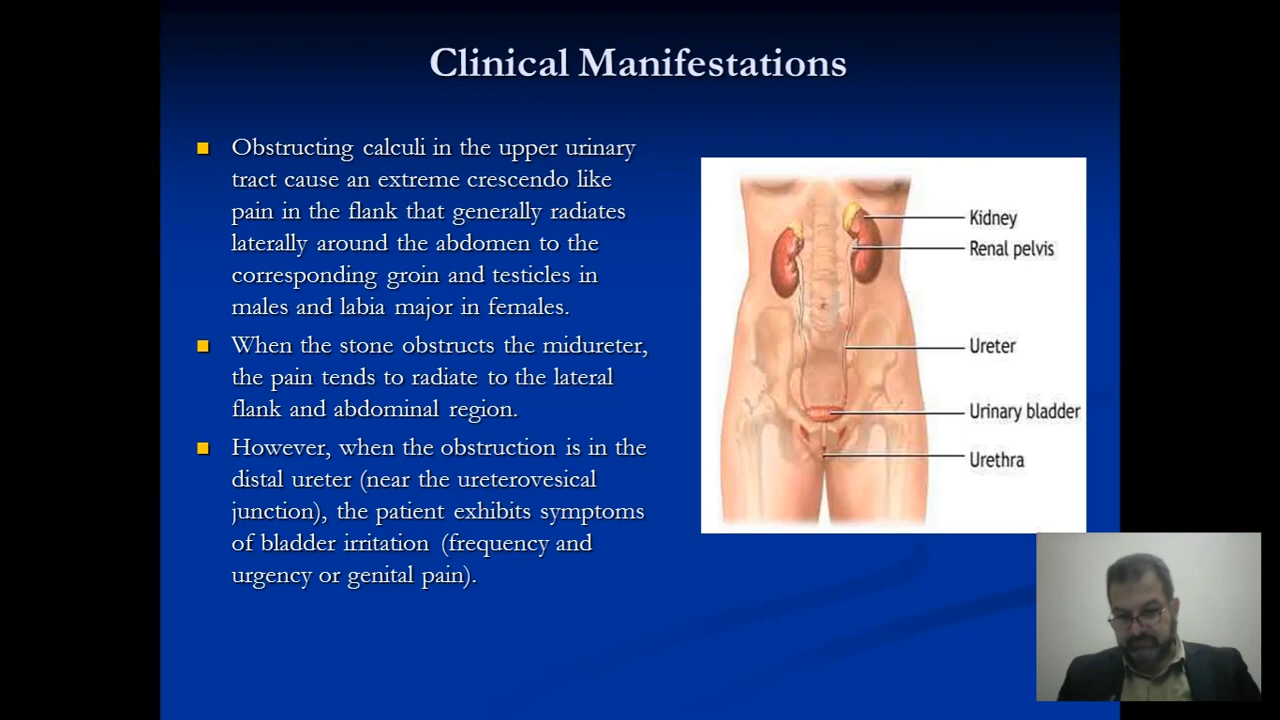 Clinical Manifestations
Obstructing calculi in the upper urinary
tract cause an extreme crescendo like
pain in the flank that generally radiates
laterally around the abdomen to the
corresponding groin and testicles in
males and labia major in females.
When the stone obstructs the midureter,
the pain tends to radiate to the lateral
flank and abdominal region.
However, when the obstruction is in the
distal ureter (near the ureterovesical
junction), the patient exhibits symptoms
of bladder irritation (frequency and
urgency or genital pain).
Kidney
Renal pelvis
Ureter
Urinary bladder
Urethra